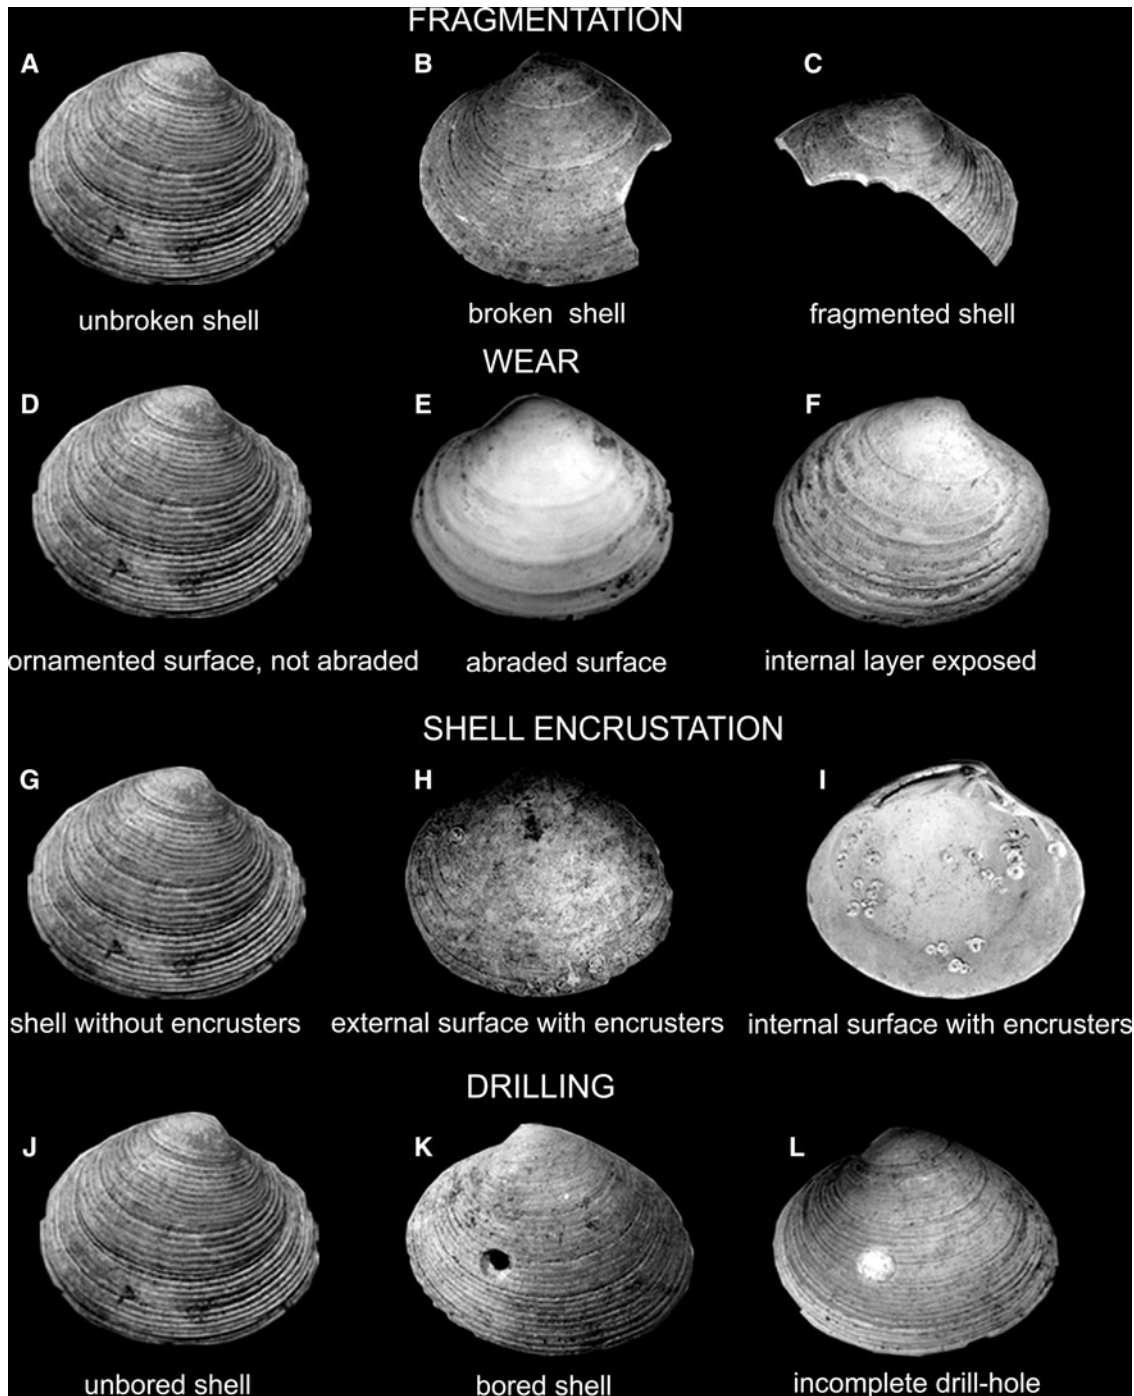 FRAGMENTATION
A
B
C
unbroken shell
broken shell
fragmented shell
WEAR
D
E
F
ornamented surface, not abraded
abraded surface
internal layer exposed
SHELL ENCRUSTATION
G
H
I
shell without encrusters
external surface with encrusters
internal surface with encrusters
DRILLING
J
K
L
unbored shell
bored shell
incomplete drill-hole